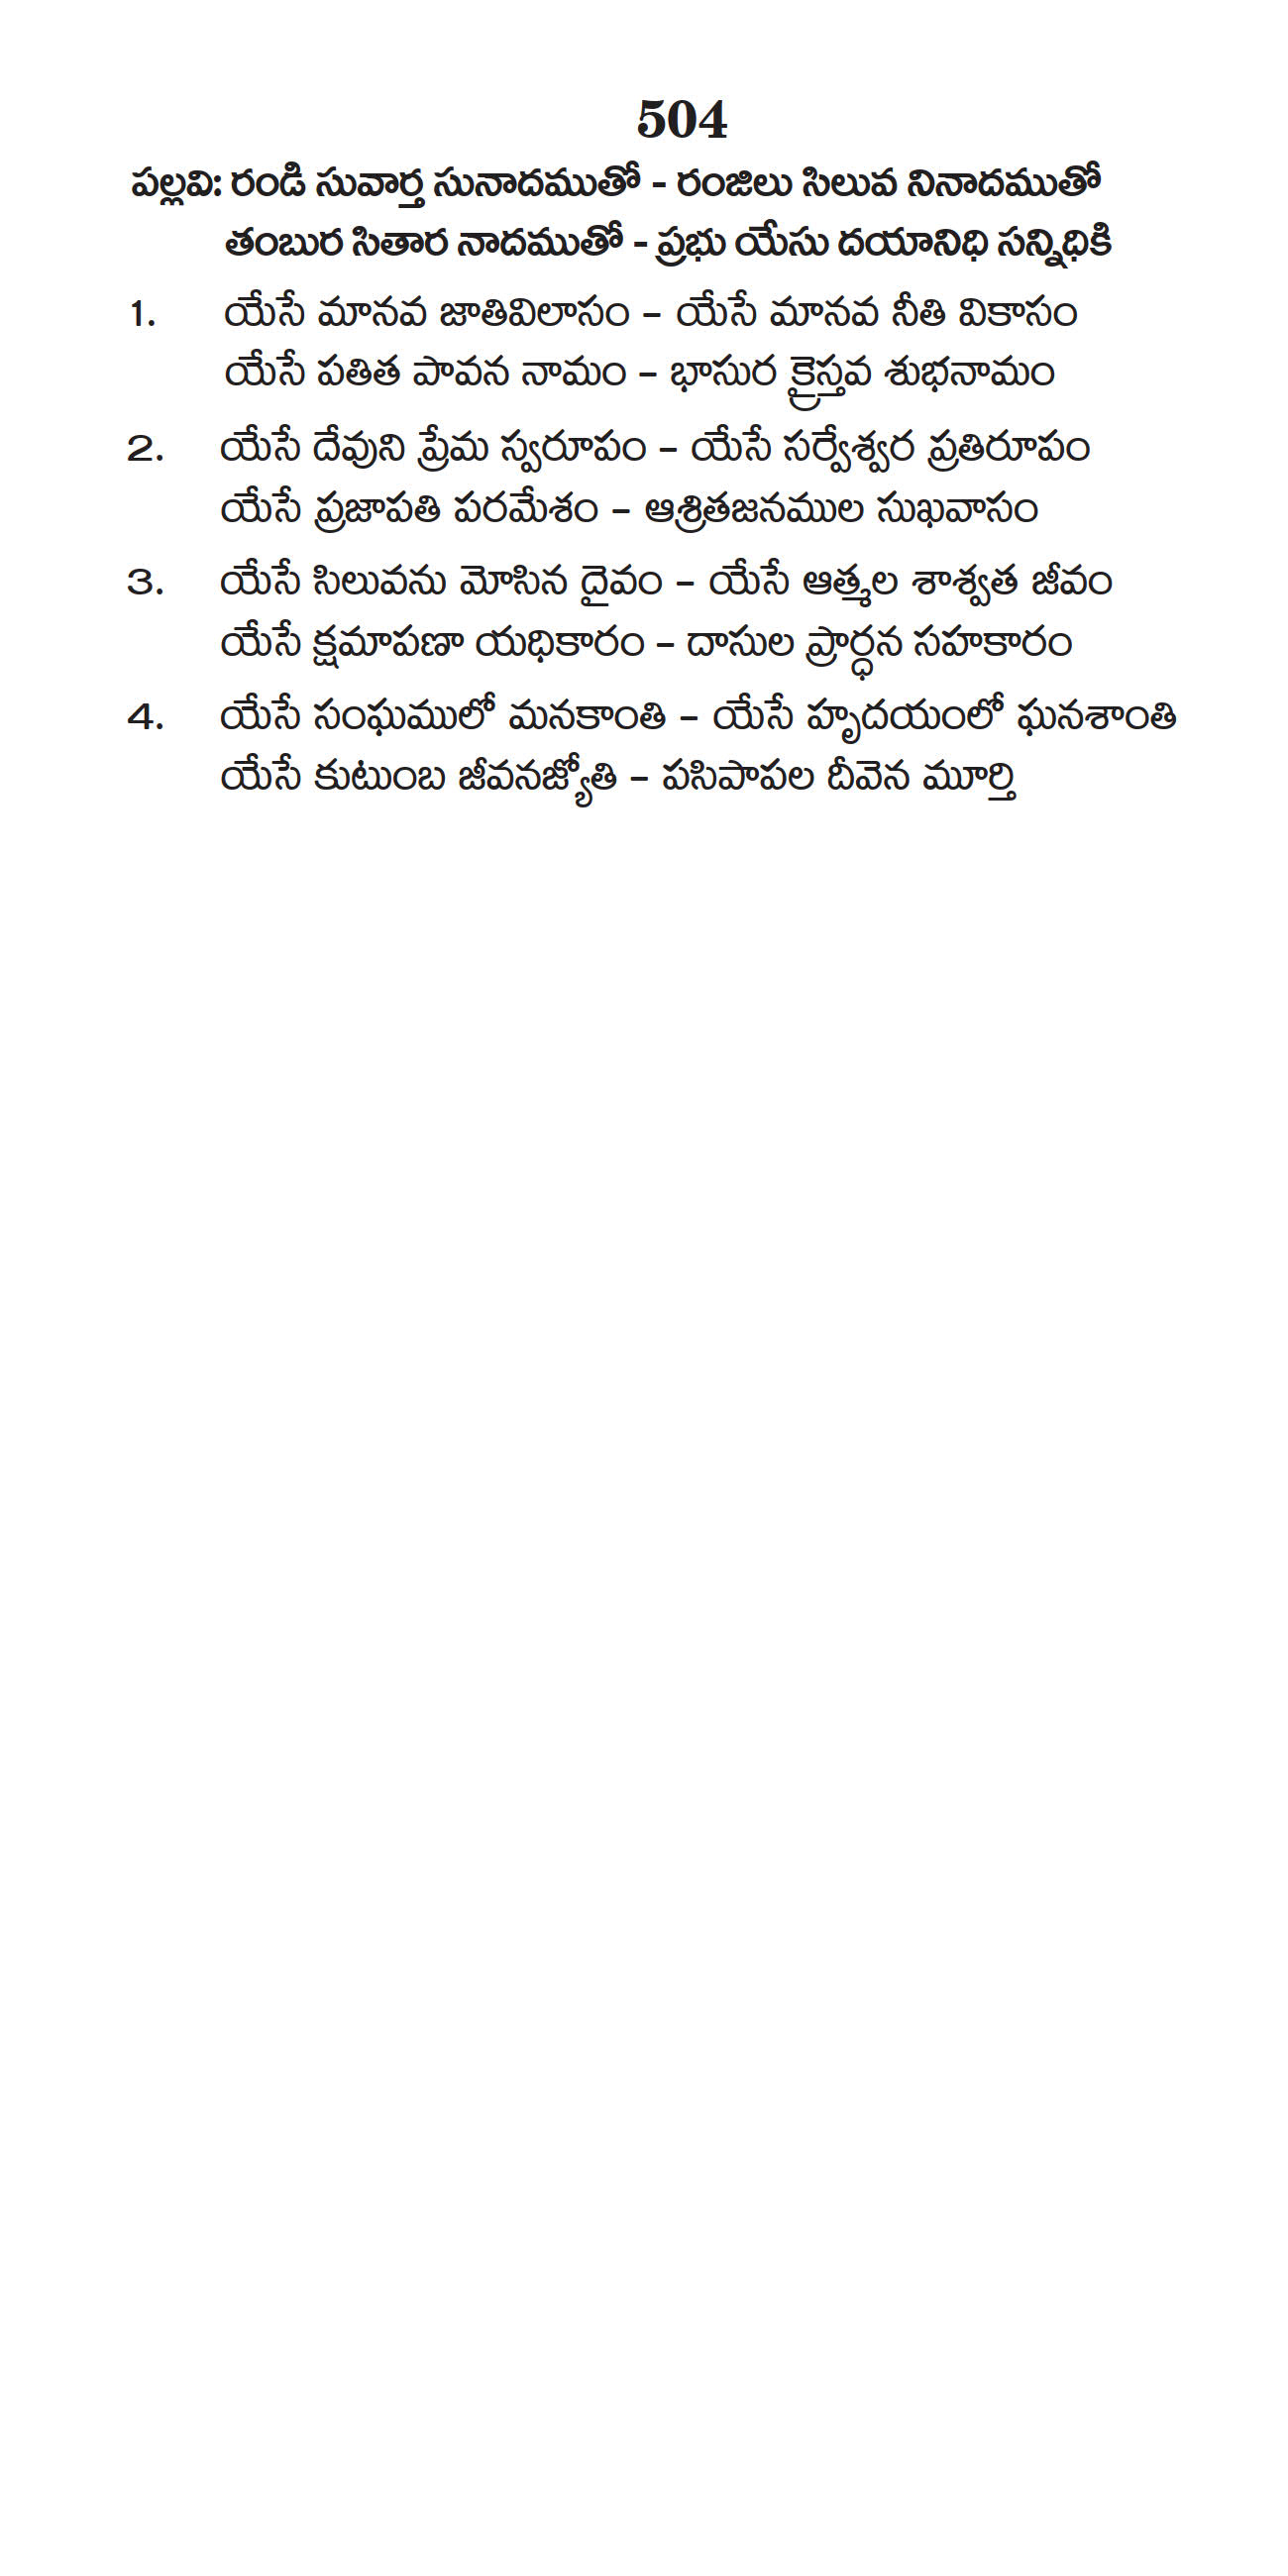 504
పల్లవి: రండి సువార్త సునాదముతో - రంజిలు సిలువ నినాదముతో
తంబుర సితార నాదముతో - ప్రభు యేసు దయానిధి సన్నిధికి
1. యేసే మానవ జాతివిలాసం – యేసే మానవ నీతి వికాసం
యేసే పతిత పావన నామం – భాసుర క్రైస్తవ శుభనామం
2. యేసే దేవుని ప్రేమ స్వరూపం – యేసే సర్వేశ్వర ప్రతిరూపం
యేసే ప్రజాపతి పరమేశం – ఆశ్రితజనముల సుఖవాసం
3. యేసే సిలువను మోసిన దైవం – యేసే ఆత్మల శాశ్వత జీవం
యేసే క్షమాపణా యధికారం – దాసుల ప్రార్ధన సహకారం
4. యేసే సంఘములో మనకాంతి – యేసే హృదయంలో ఘనశాంతి
యేసే కుటుంబ జీవనజ్యోతి – పసిపాపల దీవెన మూర్తి